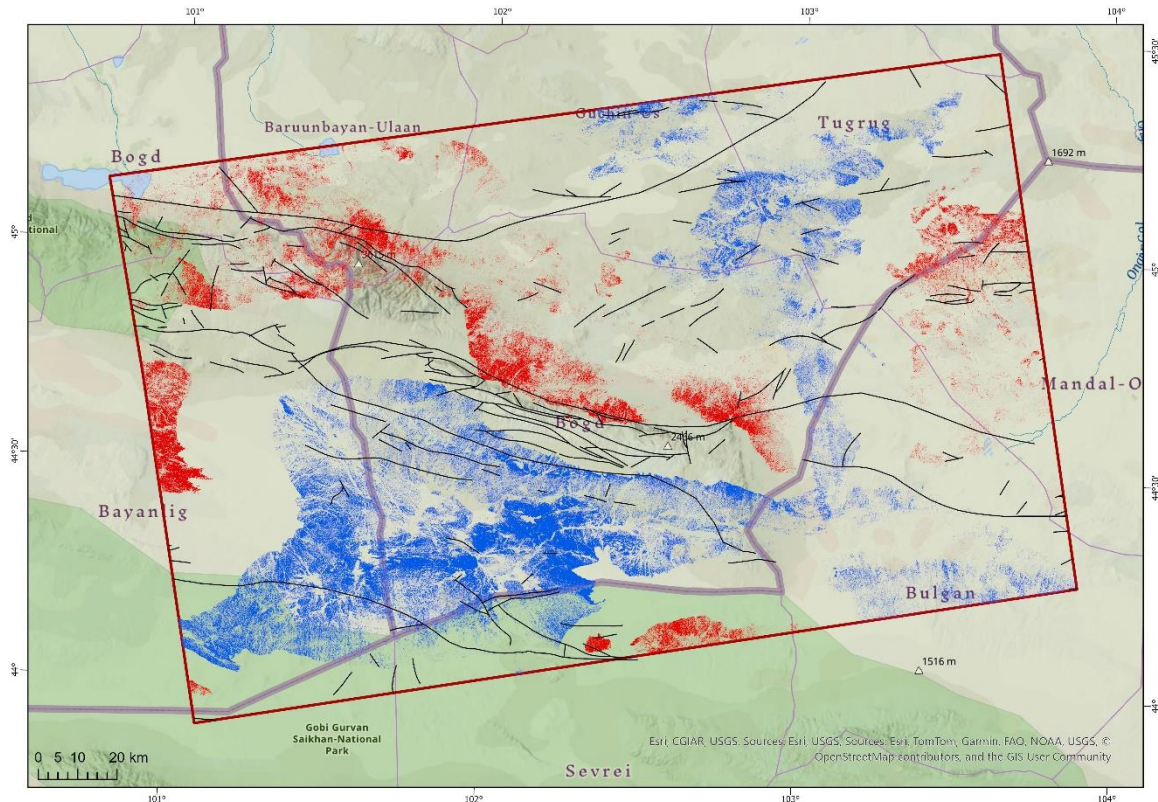 101°
102°
103°
104°
45°30'
Guchin-Us
Tugrug
Baruunbayan-Ulaan
Bogd
1692 m
45°
45°
Mandal-O
Bogd
2416 m
44°30'
44°30'
Bayanlig
Bulgan
44°
1516 m
44°
Gobi Gurvan
Saikhan-National
Park
0 5 10 20 km
Esri, CGIAR, USGS, Sources: Esri, USGS, Sources: Esri, TomTom, Garmin, FAO, NOAA, USGS, ©
OpenStreetMap contributors, and the GIS User Community
Sevrei
101°
102°
103°
104°